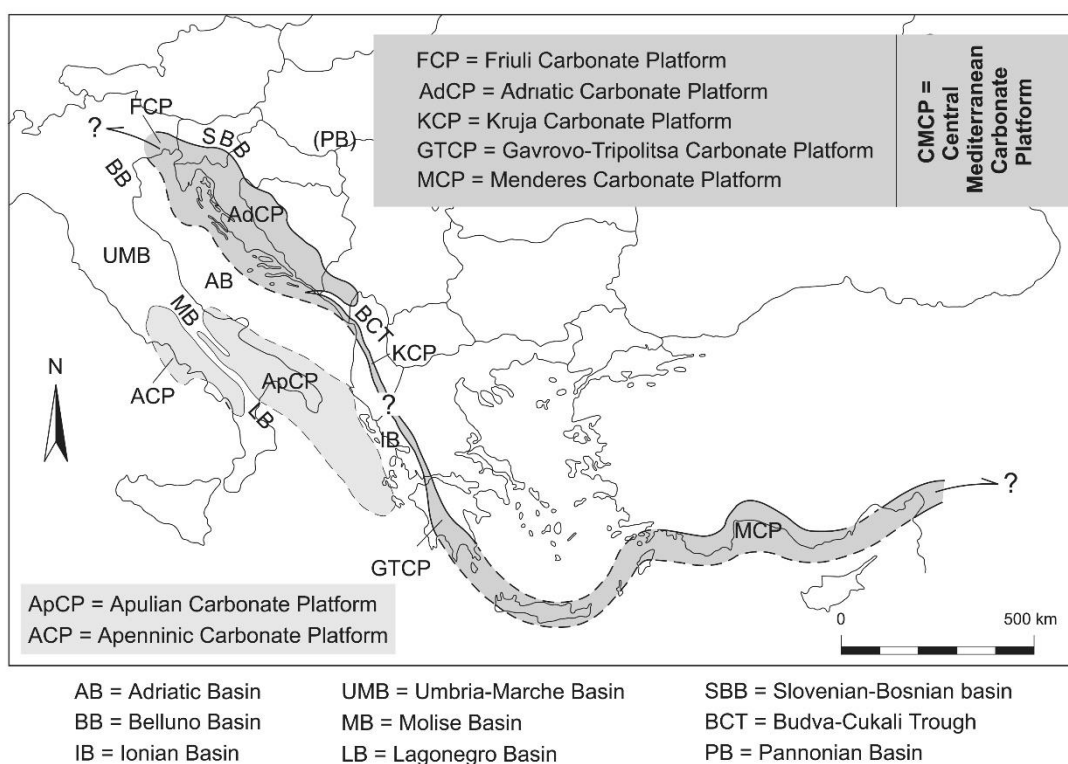 FCP = Friuli Carbonate Platform
AdCP = Adrıatic Carbonate Platform
KCP = Kruja Carbonate Platform
GTCP = Gavrovo-Tripolitsa Carbonate Platform
MCP = Menderes Carbonate Platform
CMCP =
Central
Mediterranean
Carbonate
Platform
FCP
?
SBB
(PB)
BB
AdCP
UMB
AB
MB
BCT
KCP
N
ACP
ApCP
?
LB
IB
?
MCP
GTCP
ApCP = Apulian Carbonate Platform
ACP = Apenninic Carbonate Platform
0
500 km
AB = Adriatic Basin
BB = Belluno Basin
IB = Ionian Basin
UMB = Umbria-Marche Basin
MB = Molise Basin
LB = Lagonegro Basin
SBB = Slovenian-Bosnian basin
BCT = Budva-Cukali Trough
PB = Pannonian Basin